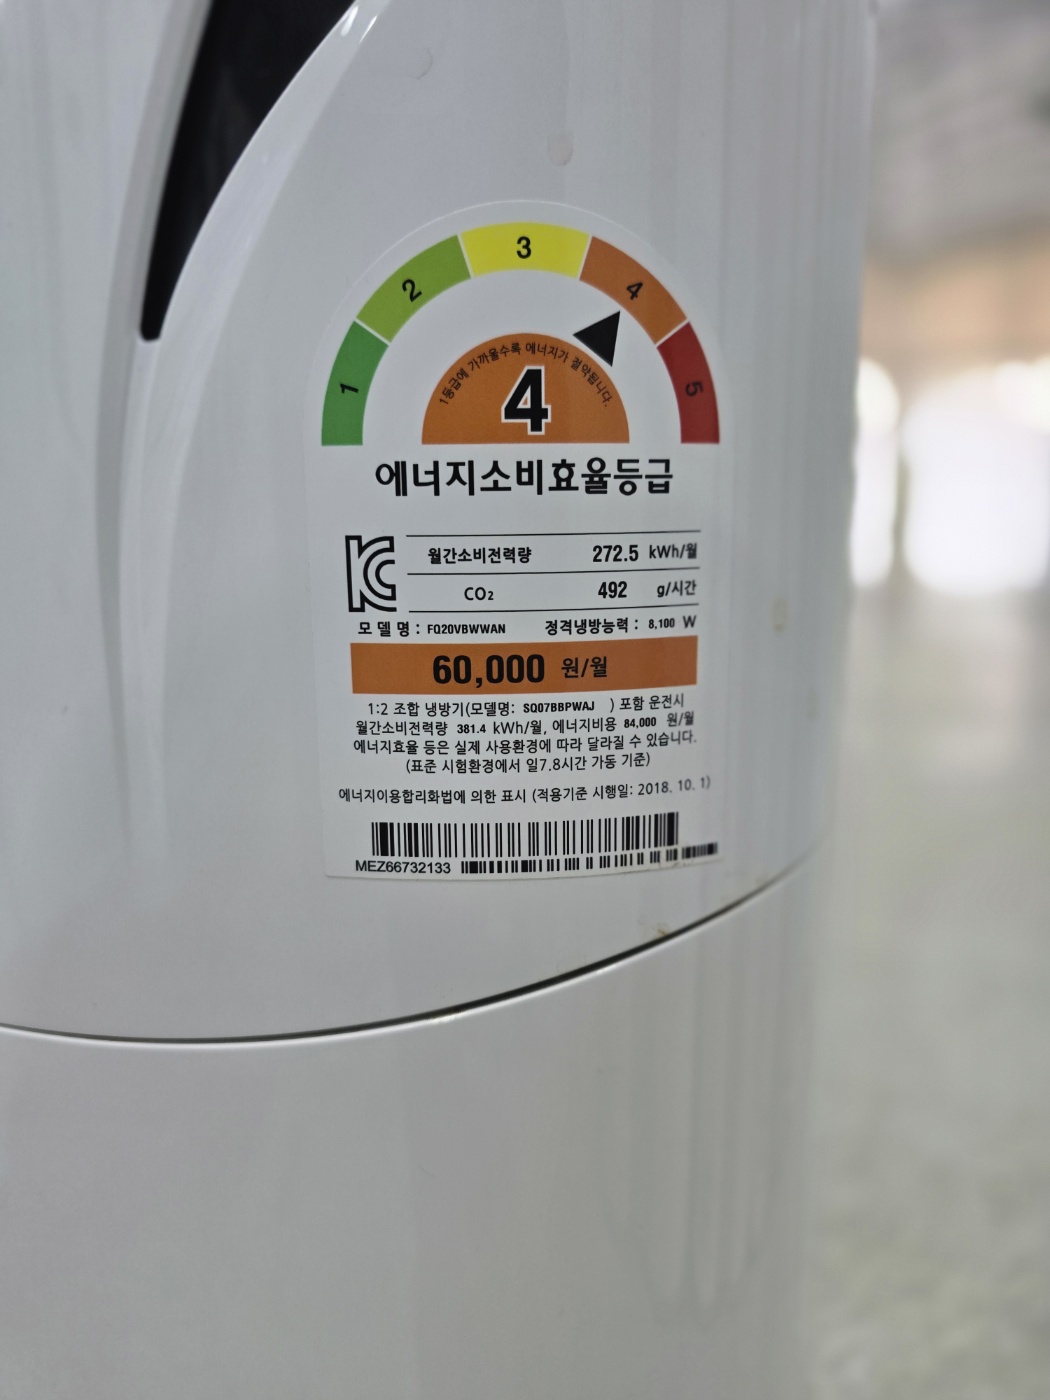 1
2
3
4
5
1등급에 가까울수록 에너지가 절약됩니다.
4
에너지소비효율등급
월간소비전력량 272.5 kWh/월
CO₂ 492 g/시간
모 델 명 : FQ20VBWWAN 정격냉방능력 : 8,100 W
60,000 원/월
1:2 조합 냉방기(모델명: SQ07BBPWAJ ) 포함 운전시
월간소비전력량 381.4 kWh/월, 에너지비용 84,000 원/월
에너지효율 등은 실제 사용환경에 따라 달라질 수 있습니다.
(표준 시험환경에서 일7.8시간 가동 기준)
에너지이용합리화법에 의한 표시 (적용기준 시행일: 2018. 10. 1)
MEZ66732133